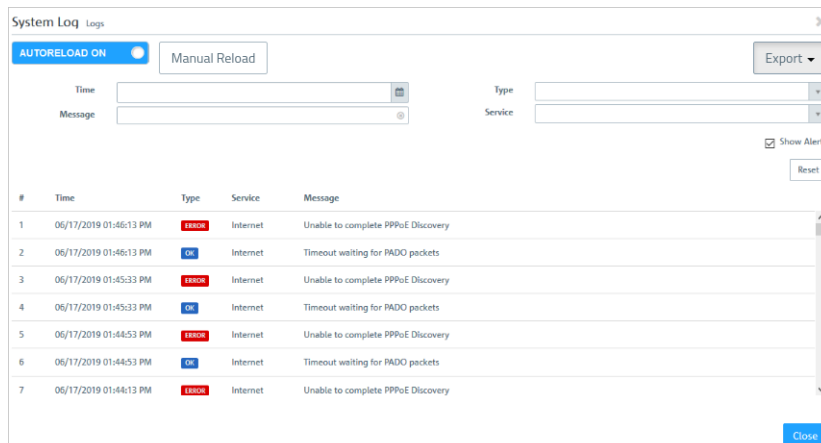 System Log Logs
AUTORELOAD ON
Manual Reload
Export
Time
Type
Message
Service
Show Alert
Reset
# Time Type Service Message
1 06/17/2019 01:46:13 PM ERROR Internet Unable to complete PPPoE Discovery
2 06/17/2019 01:46:13 PM OK Internet Timeout waiting for PADO packets
3 06/17/2019 01:45:33 PM ERROR Internet Unable to complete PPPoE Discovery
4 06/17/2019 01:45:33 PM OK Internet Timeout waiting for PADO packets
5 06/17/2019 01:44:53 PM ERROR Internet Unable to complete PPPoE Discovery
6 06/17/2019 01:44:53 PM OK Internet Timeout waiting for PADO packets
7 06/17/2019 01:44:13 PM ERROR Internet Unable to complete PPPoE Discovery
Close